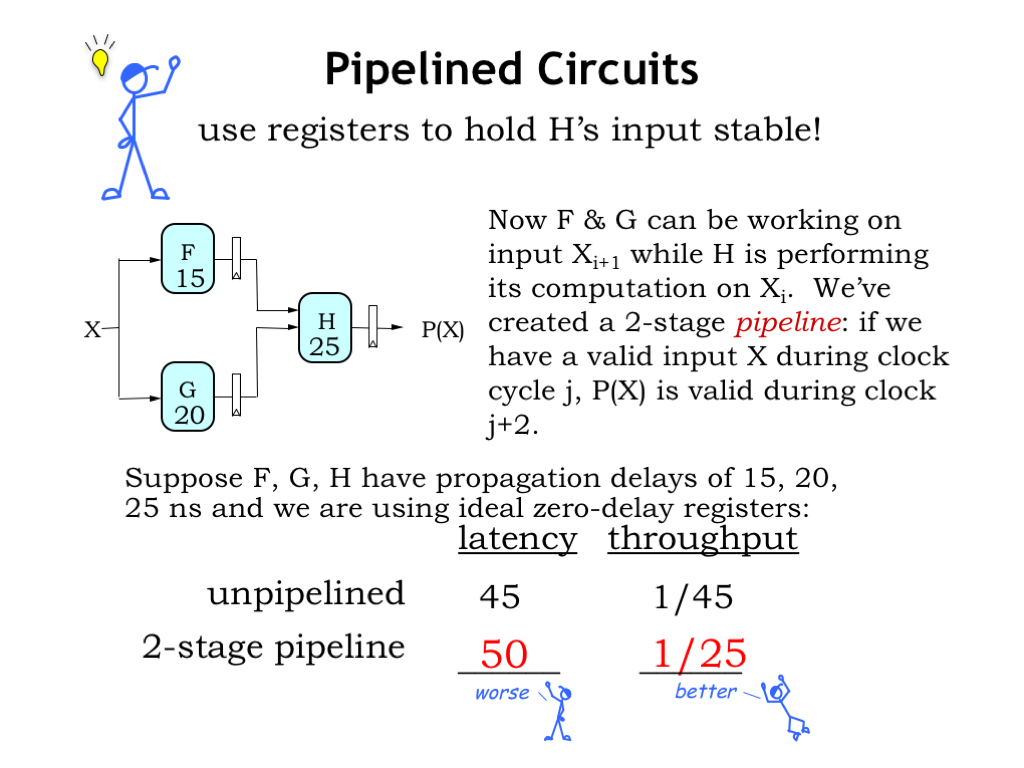 Pipelined Circuits
use registers to hold H’s input stable!
F
15
X
G
20
H
25
P(X)
Now F & G can be working on
input Xi+1 while H is performing
its computation on Xi.  We’ve
created a 2-stage pipeline: if we
have a valid input X during clock
cycle j, P(X) is valid during clock
j+2.
Suppose F, G, H have propagation delays of 15, 20,
25 ns and we are using ideal zero-delay registers:
latency throughput
unpipelined 45 1/45
2-stage pipeline 50 1/25
worse better